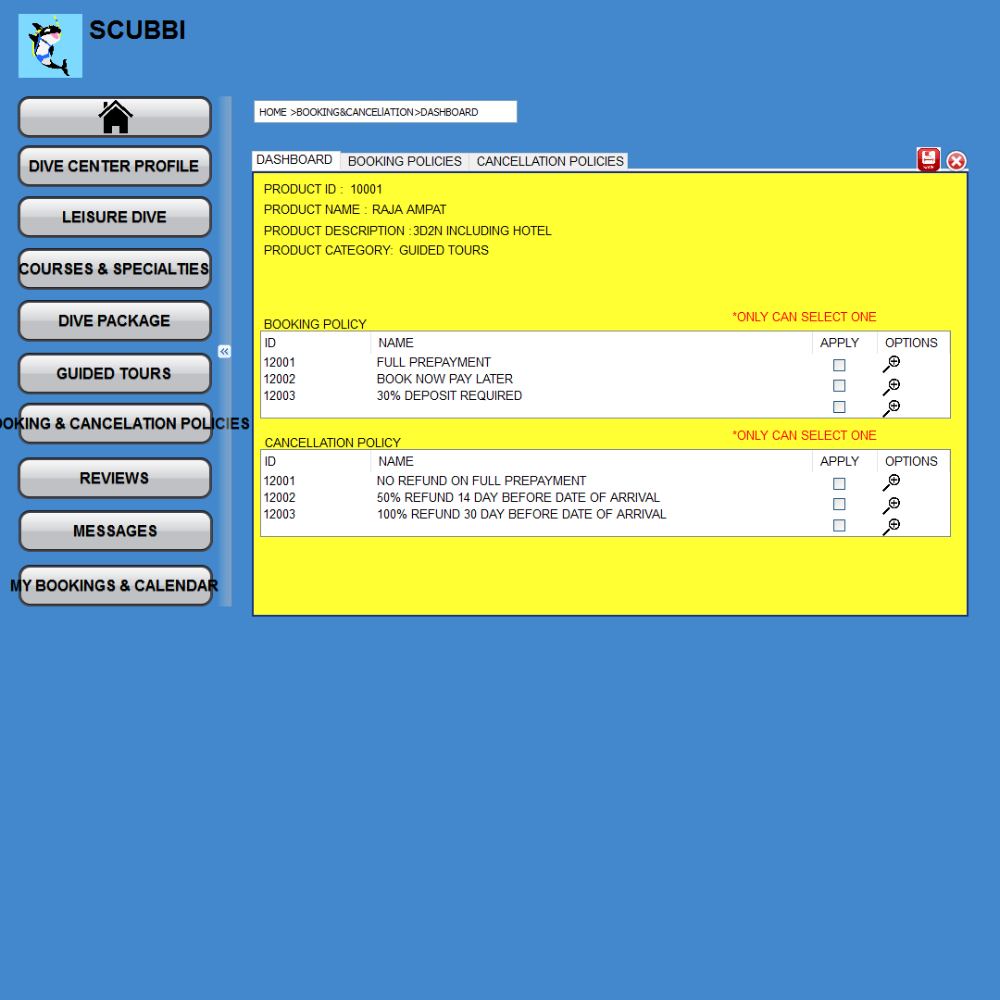 SCUBBI
HOME >BOOKING&CANCELlATION>DASHBOARD
DIVE CENTER PROFILE
LEISURE DIVE
COURSES & SPECIALTIES
DIVE PACKAGE
GUIDED TOURS
OOKING & CANCELATION POLICIES
REVIEWS
MESSAGES
MY BOOKINGS & CALENDAR
DASHBOARD BOOKING POLICIES CANCELLATION POLICIES
SAVE
PRODUCT ID : 10001
PRODUCT NAME : RAJA AMPAT
PRODUCT DESCRIPTION :3D2N INCLUDING HOTEL
PRODUCT CATEGORY: GUIDED TOURS
*ONLY CAN SELECT ONE
BOOKING POLICY
ID NAME APPLY OPTIONS
12001 FULL PREPAYMENT
12002 BOOK NOW PAY LATER
12003 30% DEPOSIT REQUIRED
*ONLY CAN SELECT ONE
CANCELLATION POLICY
ID NAME APPLY OPTIONS
12001 NO REFUND ON FULL PREPAYMENT
12002 50% REFUND 14 DAY BEFORE DATE OF ARRIVAL
12003 100% REFUND 30 DAY BEFORE DATE OF ARRIVAL